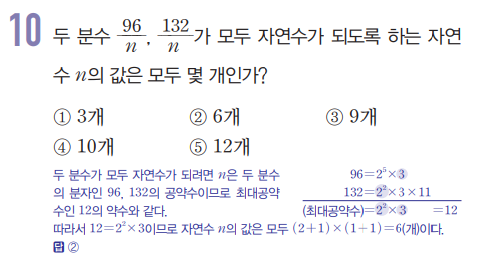 10 두 분수 96/n, 132/n가 모두 자연수가 되도록 하는 자연
수 n의 값은 모두 몇 개인가?
① 3개 ② 6개 ③ 9개
④ 10개 ⑤ 12개
두 분수가 모두 자연수가 되려면 n은 두 분수
의 분자인 96, 132의 공약수이므로 최대공약
수인 12의 약수와 같다.
96=2⁵×3
132=2²×3×11
(최대공약수)=2²×3 =12
따라서 12=2²×3이므로 자연수 n의 값은 모두 (2+1)×(1+1)=6(개)이다.
답 ②